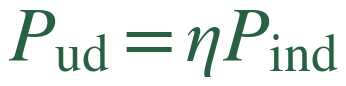 P_ud = ηP_ind